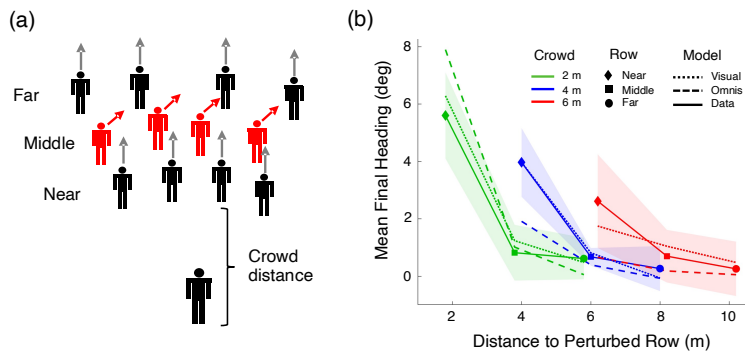 (a)
Far
Middle
Near
Crowd
distance
(b)
Mean Final Heading (deg)
8
6
4
2
0
Crowd Row Model
2 m Near Visual
4 m Middle Omnis
6 m Far Data
2 4 6 8 10
Distance to Perturbed Row (m)